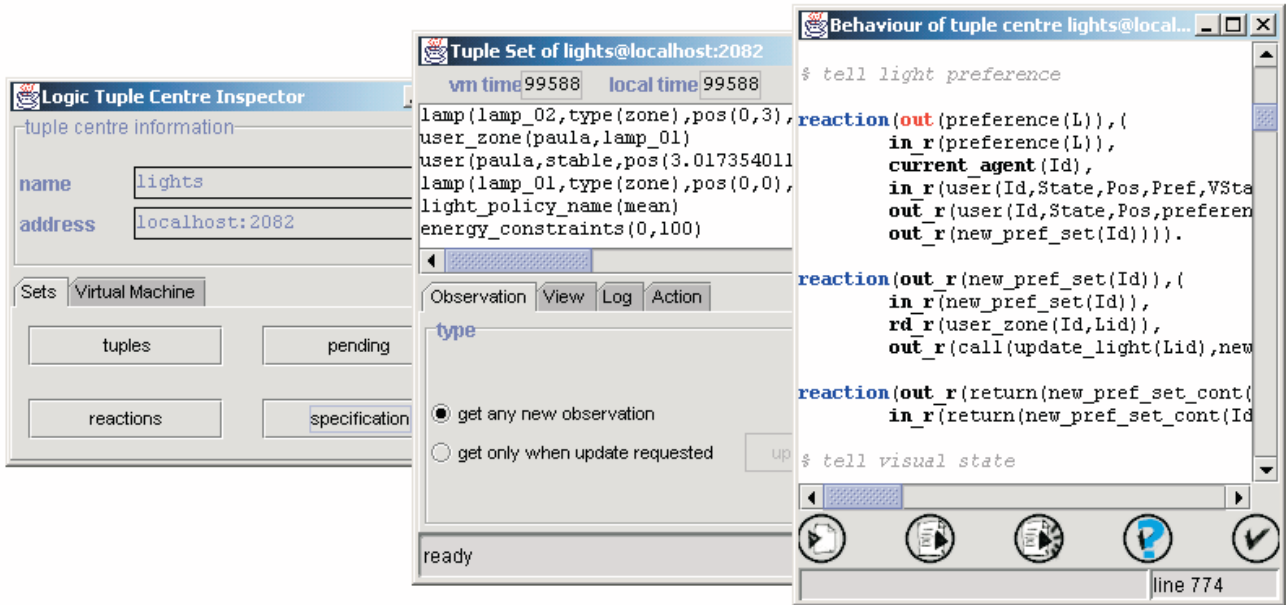 Logic Tuple Centre Inspector
tuple centre information
name lights
address localhost:2082
Sets Virtual Machine
tuples pending
reactions specification
Tuple Set of lights@localhost:2082
vm time 99588 local time 99588
lamp(lamp_02,type(zone),pos(0,3),
user_zone(paula,lamp_01)
user(paula,stable,pos(3.017354011
lamp(lamp_01,type(zone),pos(0,0),
light_policy_name(mean)
energy_constraints(0,100)
Observation View Log Action
type
get any new observation
get only when update requested up
ready
Behaviour of tuple centre lights@local...
% tell light preference
reaction(out(preference(L)),(
in_r(preference(L)),
current_agent(Id),
in_r(user(Id,State,Pos,Pref,VSta
out_r(user(Id,State,Pos,preferen
out_r(new_pref_set(Id)))).
reaction(out_r(new_pref_set(Id)),(
in_r(new_pref_set(Id)),
rd_r(user_zone(Id,Lid)),
out_r(call(update_light(Lid),new
reaction(out_r(return(new_pref_set_cont(
in_r(return(new_pref_set_cont(Id
% tell visual state
line 774